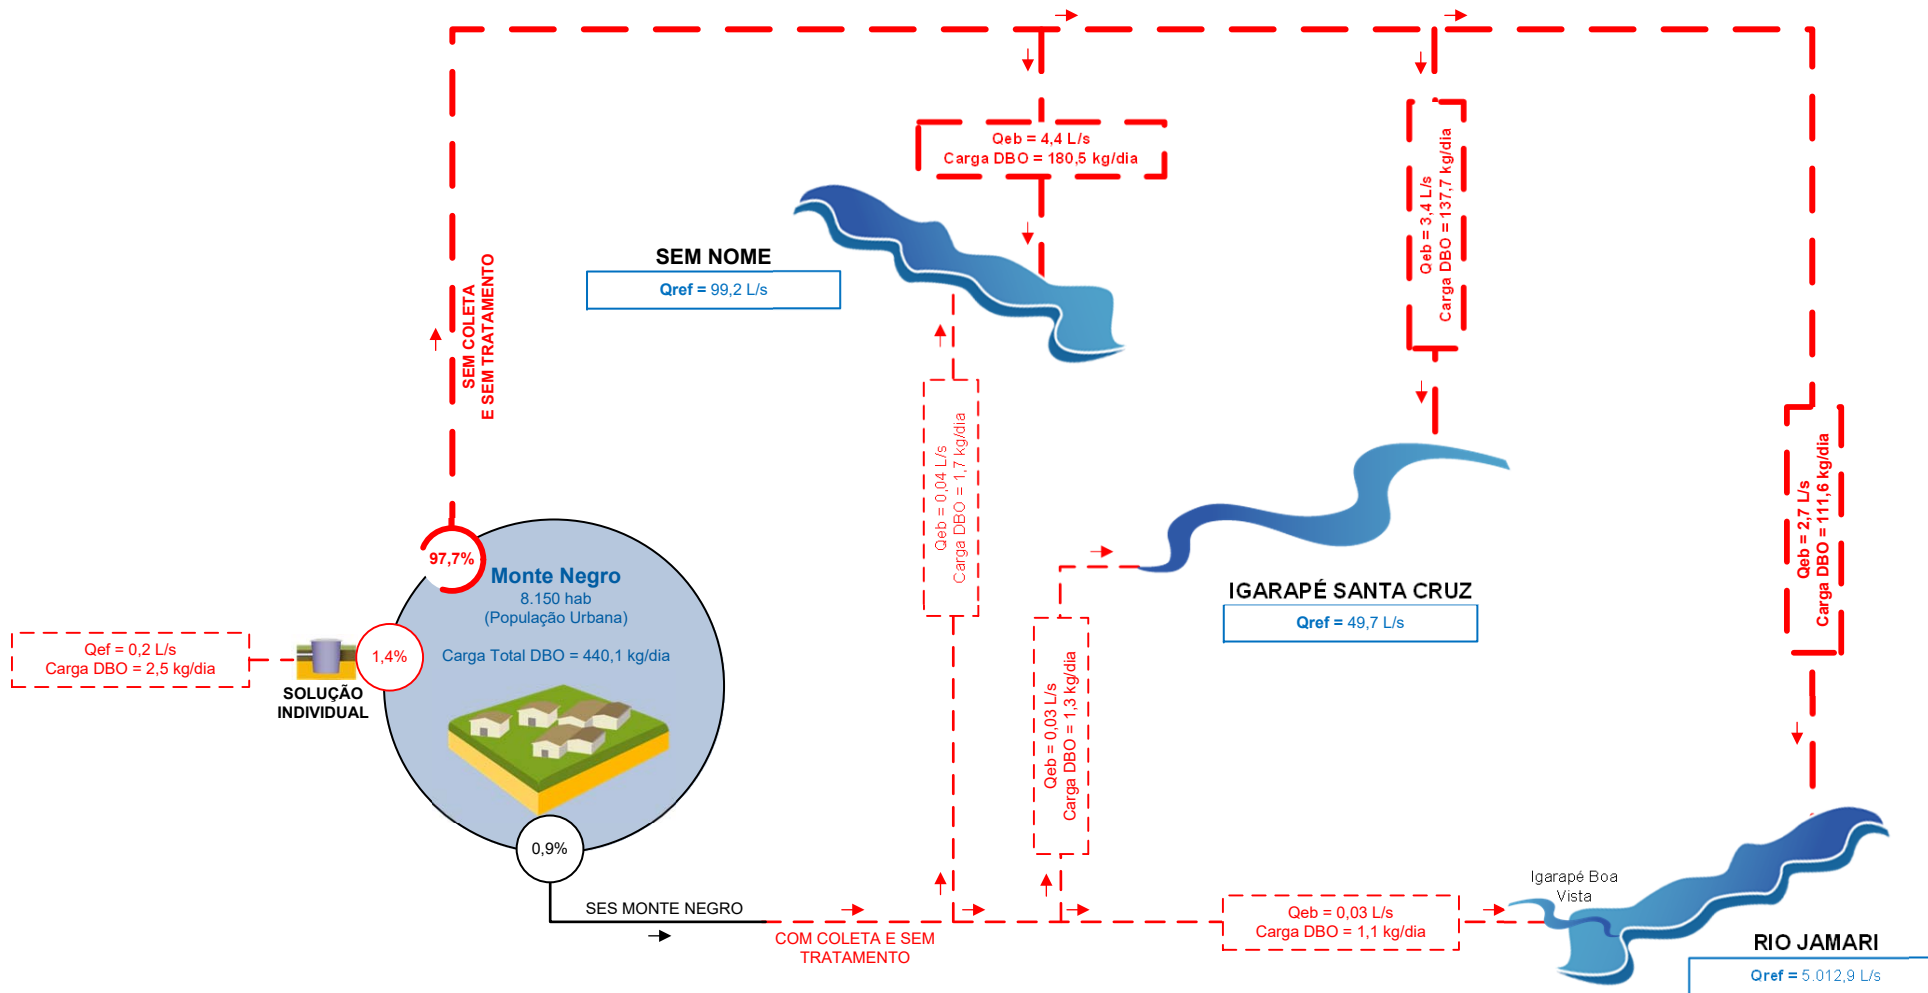 Qeb = 4,4 L/s
Carga DBO = 180,5 kg/dia
Qeb = 3,4 L/s
Carga DBO = 137,7 kg/dia
SEM NOME
Qref = 99,2 L/s
SEM COLETA
E SEM TRATAMENTO
Qeb = 0,04 L/s
Carga DBO = 1,7 kg/dia
Qeb = 2,7 L/s
Carga DBO = 111,6 kg/dia
97,7%
Monte Negro
8.150 hab
(População Urbana)
Carga Total DBO = 440,1 kg/dia
IGARAPÉ SANTA CRUZ
Qref = 49,7 L/s
Qef = 0,2 L/s
Carga DBO = 2,5 kg/dia
1,4%
SOLUÇÃO
INDIVIDUAL
Qeb = 0,03 L/s
Carga DBO = 1,3 kg/dia
0,9%
SES MONTE NEGRO
COM COLETA E SEM
TRATAMENTO
Qeb = 0,03 L/s
Carga DBO = 1,1 kg/dia
Igarapé Boa
Vista
RIO JAMARI
Qref = 5.012,9 L/s